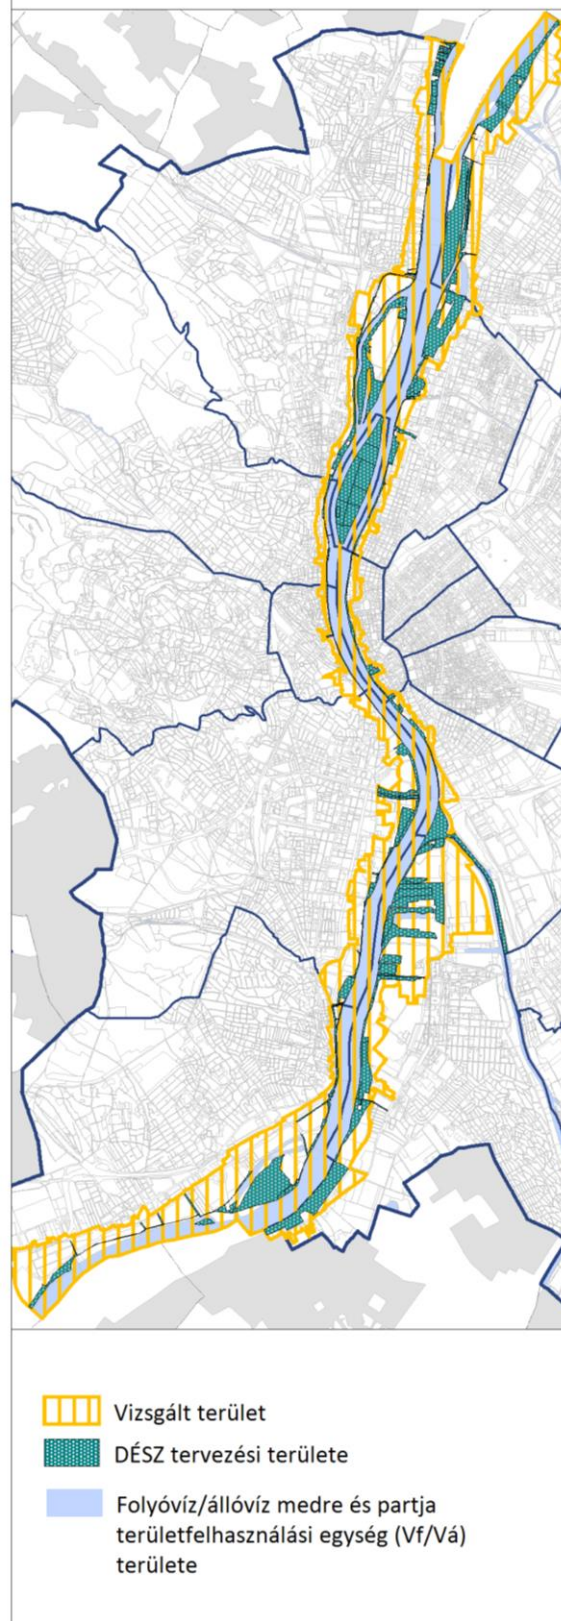 Vizsgált terület
DÉSZ tervezési területe
Folyóvíz/állóvíz medre és partja
területfelhasználási egység (Vf/Vá)
területe